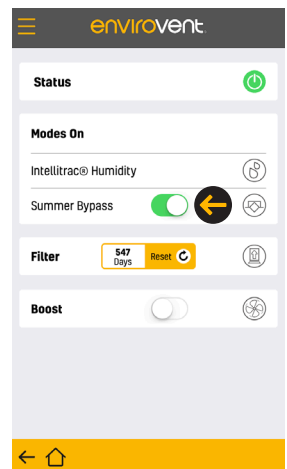 envirovent.
Status
Modes On
Intellitrac® Humidity
Summer Bypass
Filter
547
Days
Reset
Boost